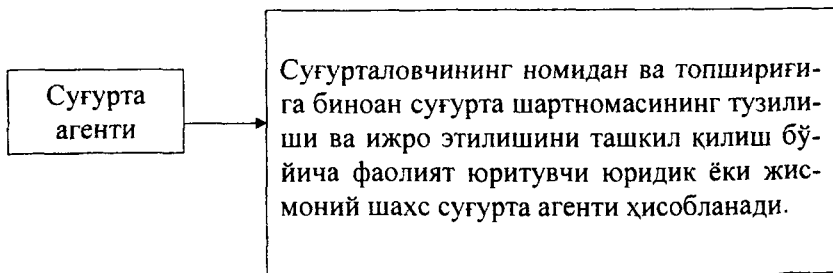 Суғурта
агенти
Суғурталовчининг номидан ва топшириғи-
га биноан суғурта шартномасининг тузили-
ши ва ижро этилишини ташкил қилиш бў-
йича фаолият юритувчи юридик ёки жис-
моний шахс суғурта агенти ҳисобланади.